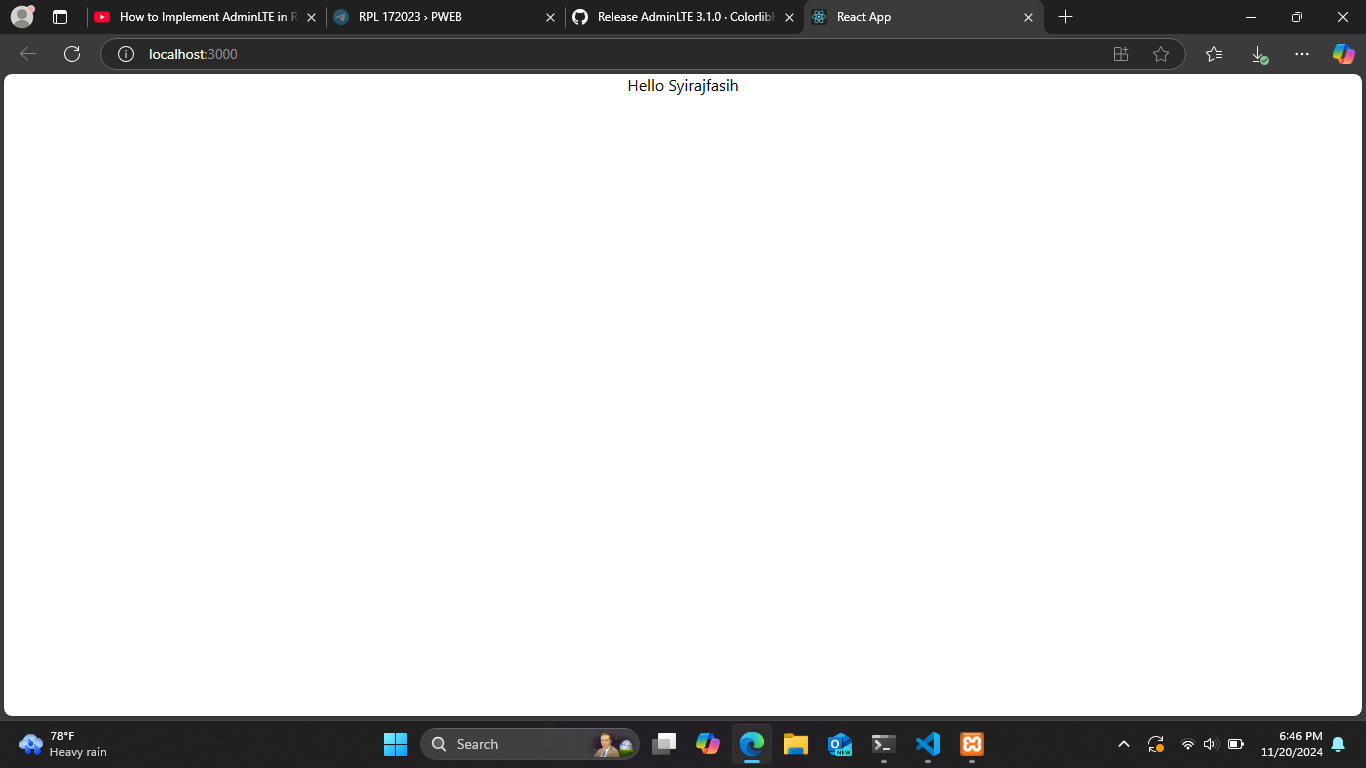 How to Implement AdminLTE in R
RPL 172023 › PWEB
Release AdminLTE 3.1.0 · Colorlib
React App
localhost:3000
Hello Syirajfasih
78°F
Heavy rain
Search
NEW
6:46 PM
11/20/2024